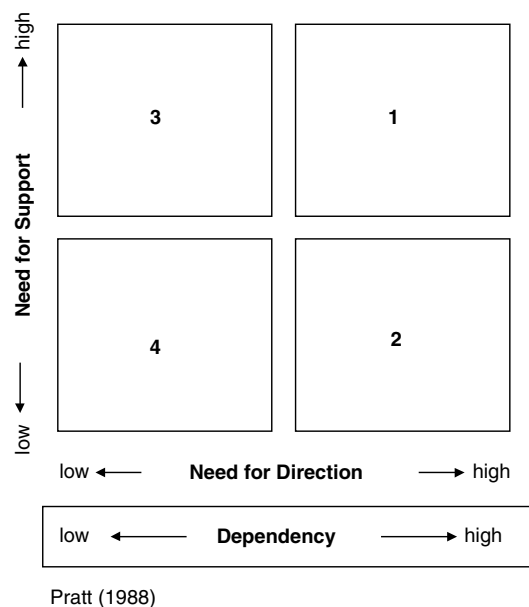 high
3
1
Need for Support
4
2
low
low Need for Direction high
low Dependency high
Pratt (1988)